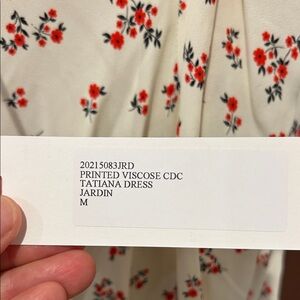 20215083JRD
PRINTED VISCOSE CDC
TATIANA DRESS
JARDIN
M